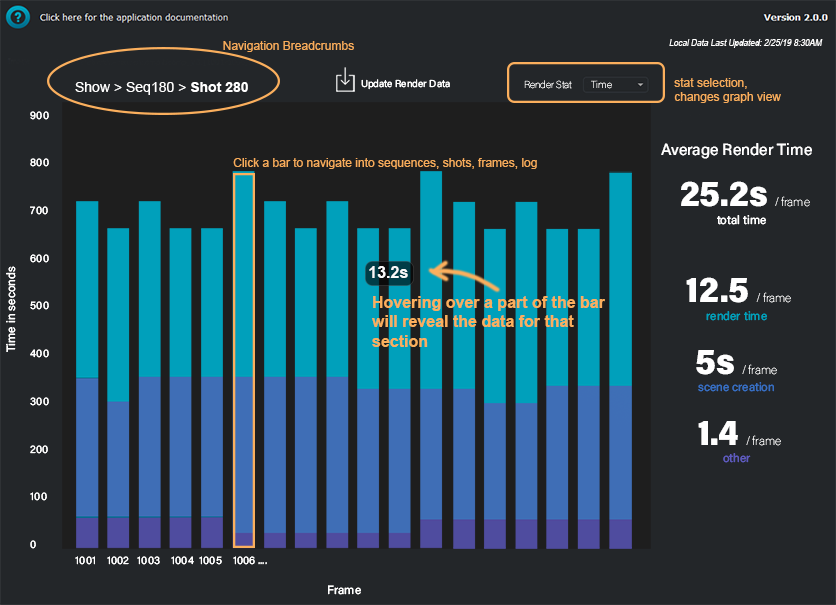 ?
Click here for the application documentation
Version 2.0.0
Local Data Last Updated: 2/25/19 8:30AM
Navigation Breadcrumbs
Show > Seq180 > Shot 280
Update Render Data
Render Stat
Time
stat selection,
changes graph view
900
800
700
600
500
400
300
200
100
0
Time in seconds
Click a bar to navigate into sequences, shots, frames, log
13.2s
Hovering over a part of the bar
will reveal the data for that
section
1001 1002 1003 1004 1005 1006 ....
Frame
Average Render Time
25.2s /frame
total time
12.5 /frame
render time
5s /frame
scene creation
1.4 /frame
other